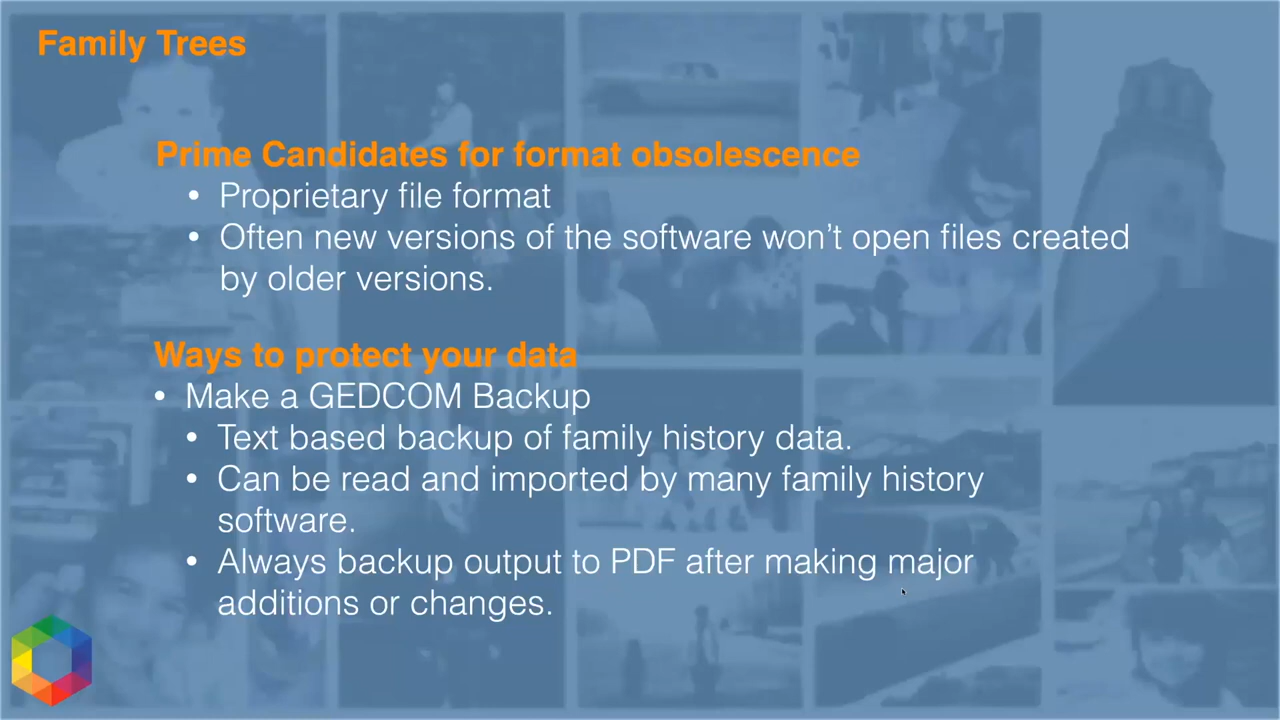 Family Trees
Prime Candidates for format obsolescence
• Proprietary file format
• Often new versions of the software won’t open files created
by older versions.
Ways to protect your data
• Make a GEDCOM Backup
• Text based backup of family history data.
• Can be read and imported by many family history
software.
• Always backup output to PDF after making major
additions or changes.